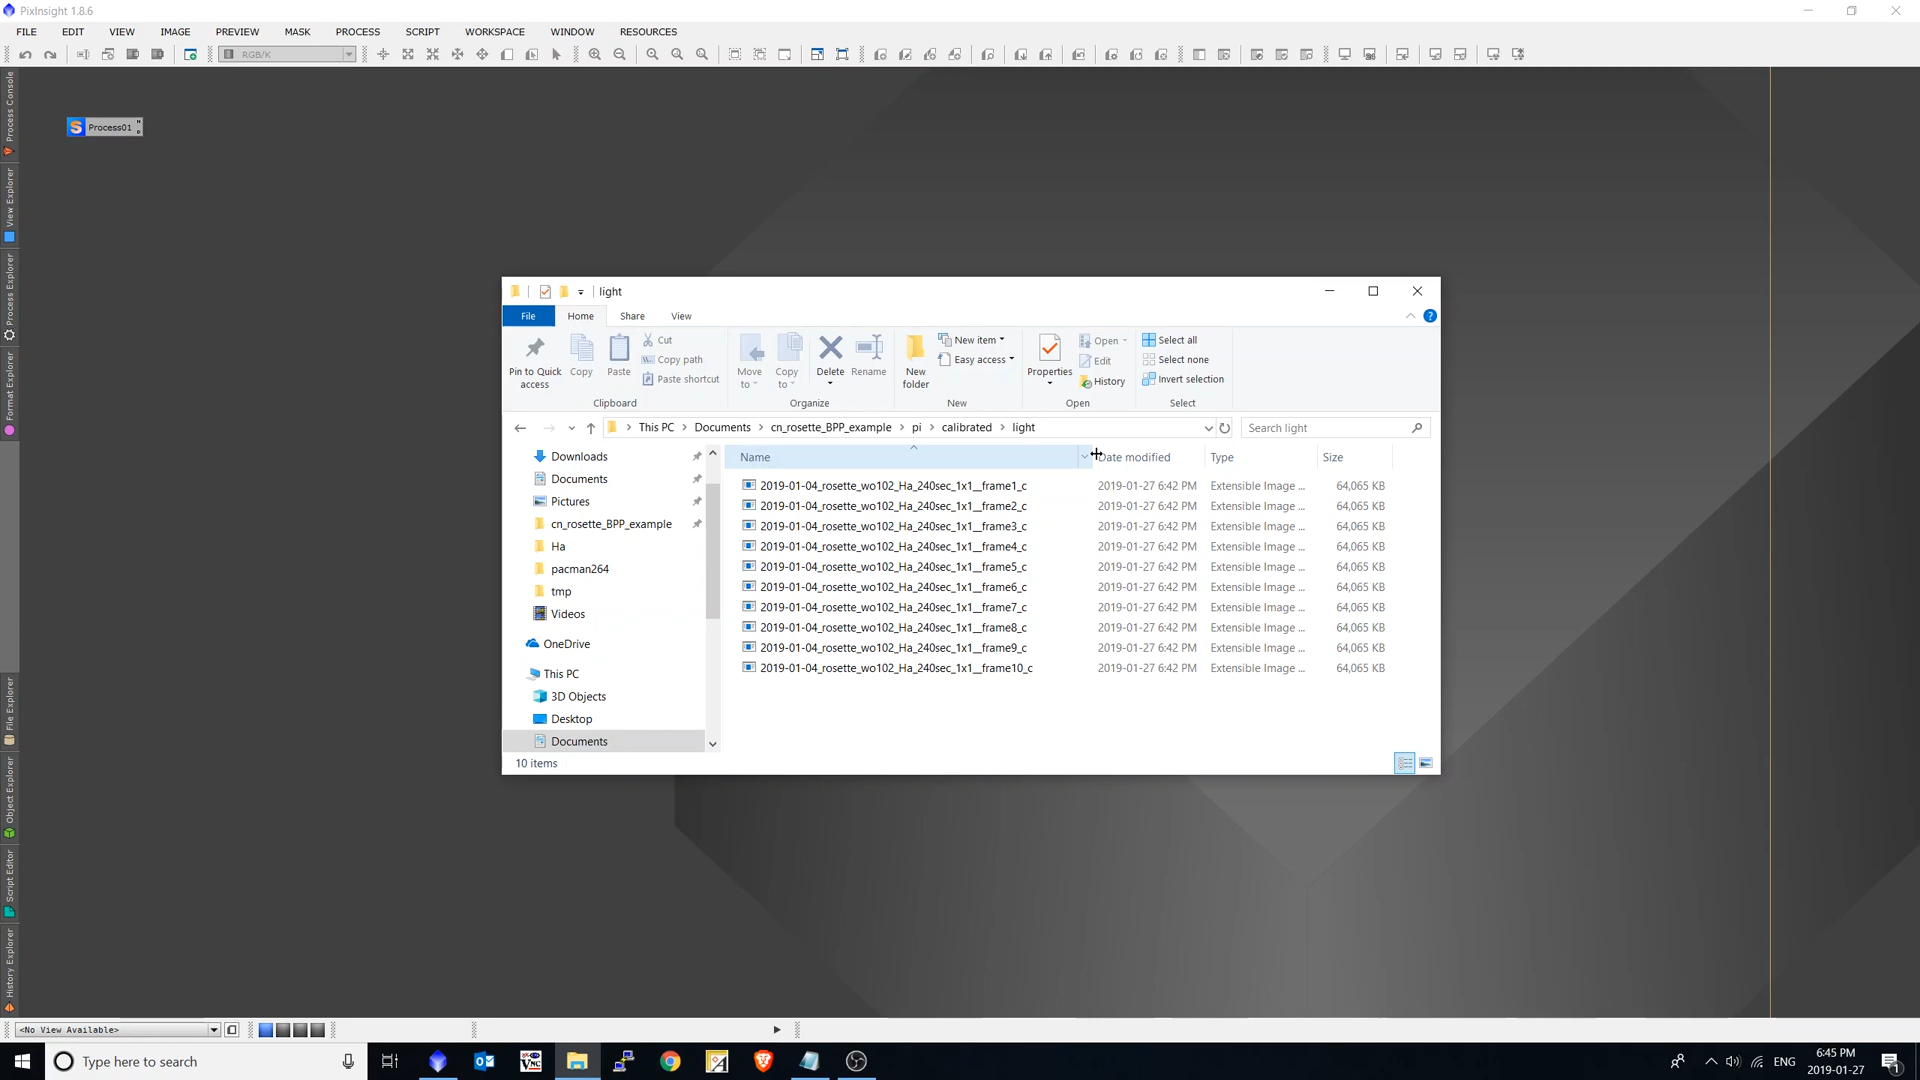 PixInsight 1.8.6
FILE EDIT VIEW IMAGE PREVIEW MASK PROCESS SCRIPT WORKSPACE WINDOW RESOURCES
RGB/K
Process Console
View Explorer
Process Explorer
Format Explorer
File Explorer
Object Explorer
Script Editor
History Explorer
S Process01
light
File Home Share View
Pin to Quick access
Copy
Paste
Cut
Copy path
Paste shortcut
Clipboard
Move to
Copy to
Delete
Rename
Organize
New folder
New item
Easy access
New
Properties
Open
Edit
History
Open
Select all
Select none
Invert selection
Select
This PC Documents cn_rosette_BPP_example pi calibrated light
Search light
Downloads
Documents
Pictures
cn_rosette_BPP_example
Ha
pacman264
tmp
Videos
OneDrive
This PC
3D Objects
Desktop
Documents
Name Date modified Type Size
2019-01-04_rosette_wo102_Ha_240sec_1x1__frame1_c 2019-01-27 6:42 PM Extensible Image ... 64,065 KB
2019-01-04_rosette_wo102_Ha_240sec_1x1__frame2_c 2019-01-27 6:42 PM Extensible Image ... 64,065 KB
2019-01-04_rosette_wo102_Ha_240sec_1x1__frame3_c 2019-01-27 6:42 PM Extensible Image ... 64,065 KB
2019-01-04_rosette_wo102_Ha_240sec_1x1__frame4_c 2019-01-27 6:42 PM Extensible Image ... 64,065 KB
2019-01-04_rosette_wo102_Ha_240sec_1x1__frame5_c 2019-01-27 6:42 PM Extensible Image ... 64,065 KB
2019-01-04_rosette_wo102_Ha_240sec_1x1__frame6_c 2019-01-27 6:42 PM Extensible Image ... 64,065 KB
2019-01-04_rosette_wo102_Ha_240sec_1x1__frame7_c 2019-01-27 6:42 PM Extensible Image ... 64,065 KB
2019-01-04_rosette_wo102_Ha_240sec_1x1__frame8_c 2019-01-27 6:42 PM Extensible Image ... 64,065 KB
2019-01-04_rosette_wo102_Ha_240sec_1x1__frame9_c 2019-01-27 6:42 PM Extensible Image ... 64,065 KB
2019-01-04_rosette_wo102_Ha_240sec_1x1__frame10_c 2019-01-27 6:42 PM Extensible Image ... 64,065 KB
10 items
<No View Available>
Type here to search
ENG
6:45 PM
2019-01-27